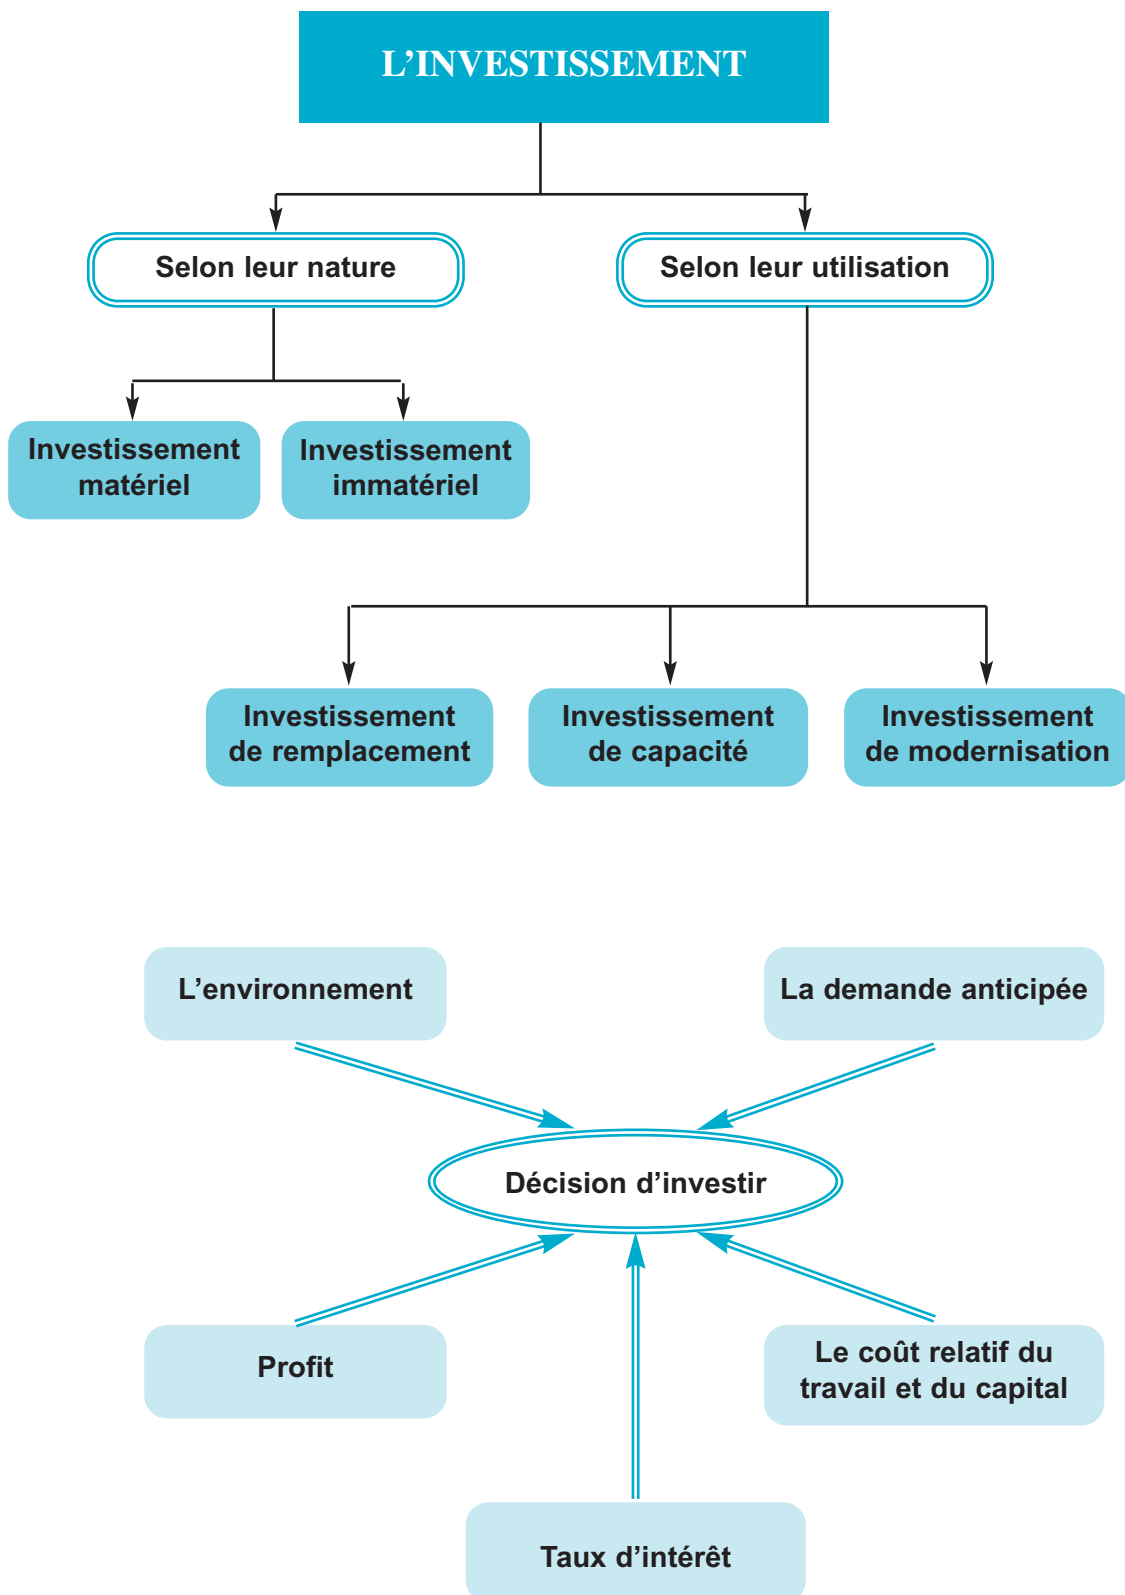 L’INVESTISSEMENT
Selon leur nature
Selon leur utilisation
Investissement
matériel
Investissement
immatériel
Investissement
de remplacement
Investissement
de capacité
Investissement
de modernisation
L’environnement
La demande anticipée
Décision d’investir
Profit
Le coût relatif du
travail et du capital
Taux d’intérêt